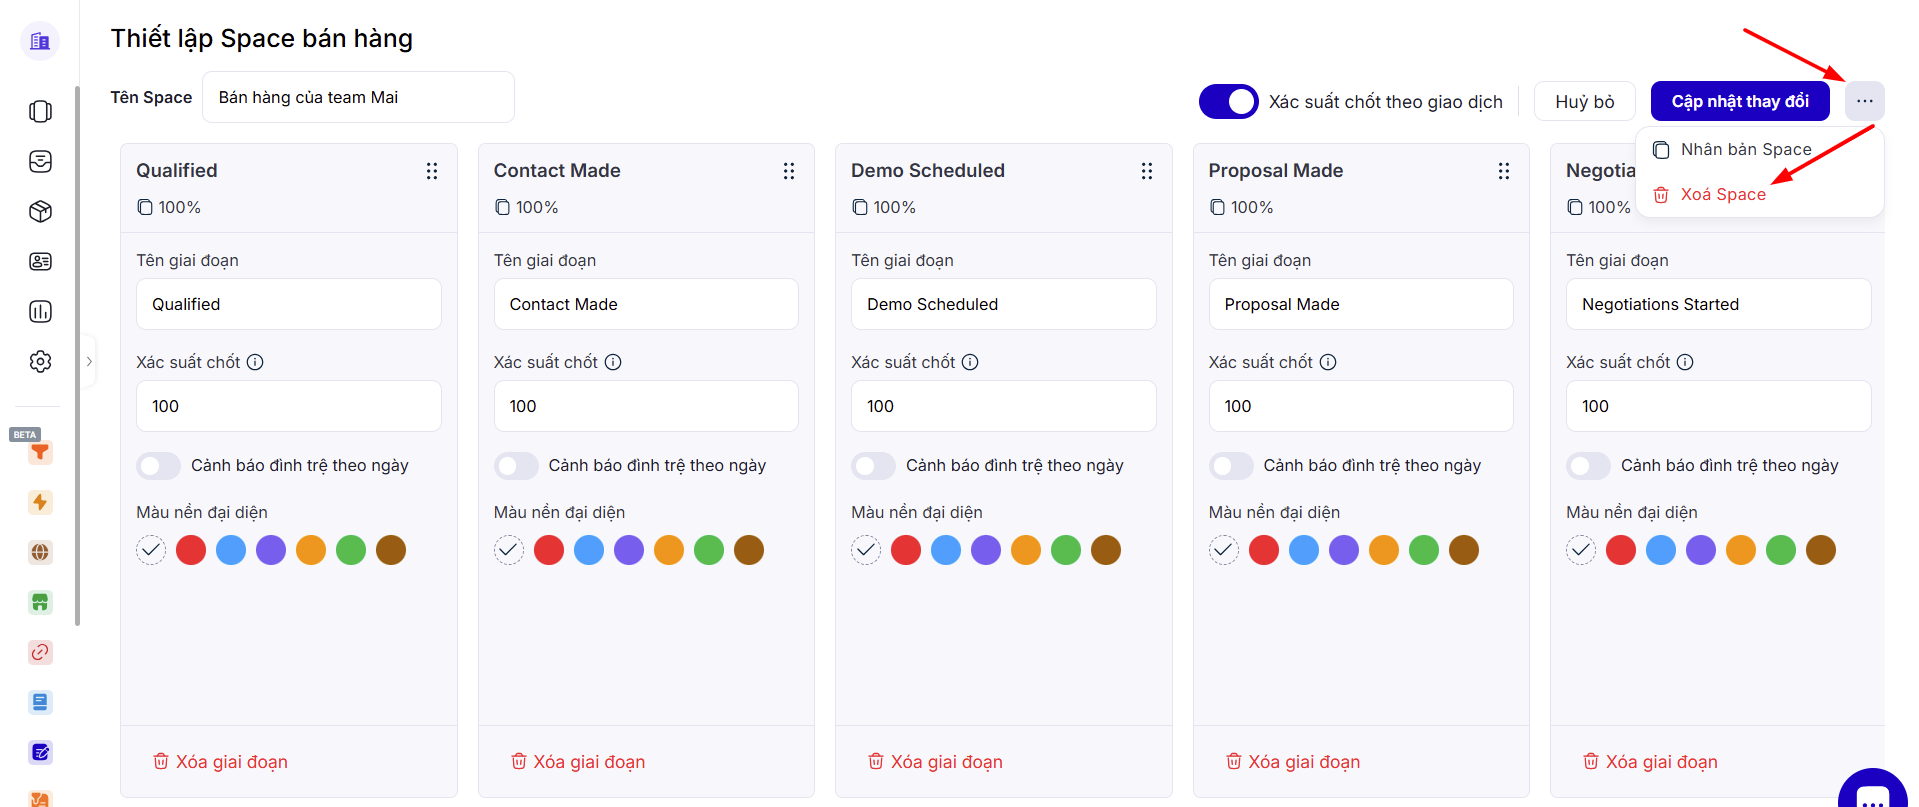 Thiết lập Space bán hàng
Tên Space
Bán hàng của team Mai
Xác suất chốt theo giao dịch
Huỷ bỏ
Cập nhật thay đổi
Nhân bản Space
Xoá Space
BETA
Qualified
100%
Tên giai đoạn
Qualified
Xác suất chốt
100
Cảnh báo đình trệ theo ngày
Màu nền đại diện
Xóa giai đoạn
Contact Made
100%
Tên giai đoạn
Contact Made
Xác suất chốt
100
Cảnh báo đình trệ theo ngày
Màu nền đại diện
Xóa giai đoạn
Demo Scheduled
100%
Tên giai đoạn
Demo Scheduled
Xác suất chốt
100
Cảnh báo đình trệ theo ngày
Màu nền đại diện
Xóa giai đoạn
Proposal Made
100%
Tên giai đoạn
Proposal Made
Xác suất chốt
100
Cảnh báo đình trệ theo ngày
Màu nền đại diện
Xóa giai đoạn
Negotia
100%
Tên giai đoạn
Negotiations Started
Xác suất chốt
100
Cảnh báo đình trệ theo ngày
Màu nền đại diện
Xóa giai đoạn